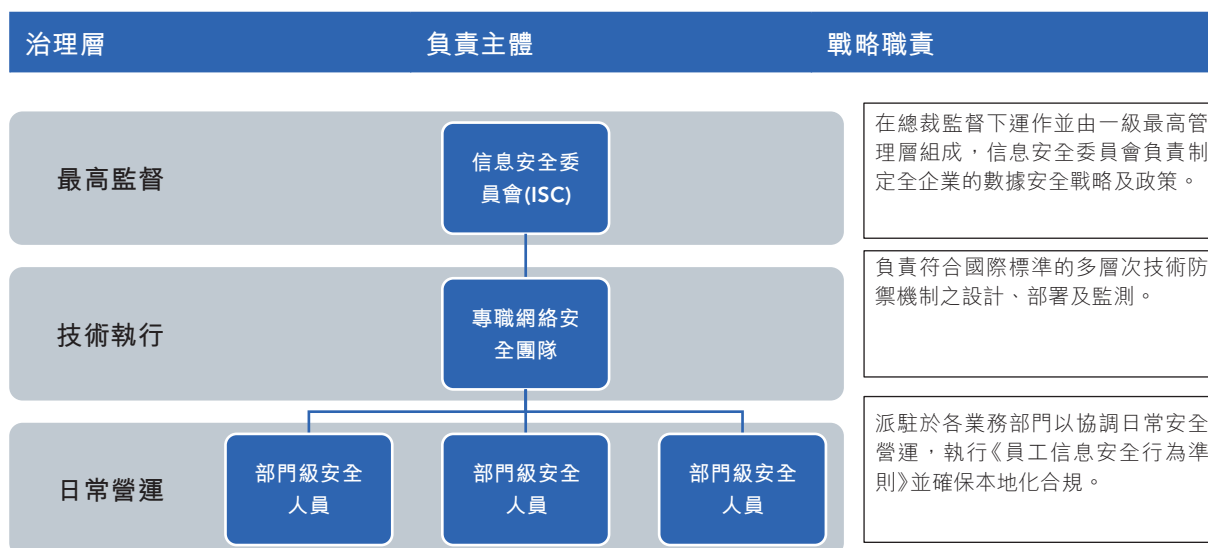 治理層 負責主體 戰略職責
最高監督
信息安全委
員會(ISC)
在總裁監督下運作並由一級最高管
理層組成，信息安全委員會負責制
定全企業的數據安全戰略及政策。
技術執行
專職網絡安
全團隊
負責符合國際標準的多層次技術防
禦機制之設計、部署及監測。
日常營運
部門級安全
人員
部門級安全
人員
部門級安全
人員
派駐於各業務部門以協調日常安全
營運，執行《員工信息安全行為準
則》並確保本地化合規。